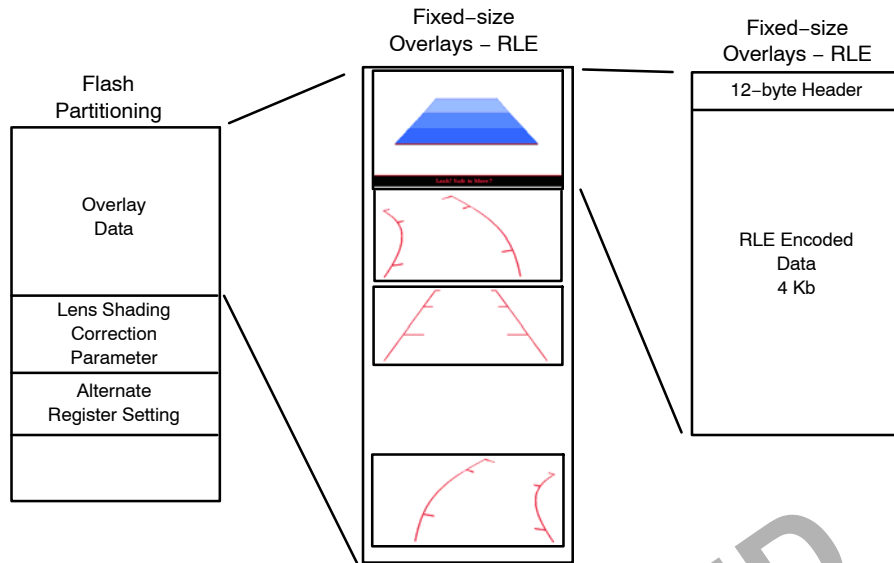 Flash
Partitioning
Overlay
Data
Lens Shading
Correction
Parameter
Alternate
Register Setting
Fixed−size
Overlays − RLE
Fixed−size
Overlays − RLE
12−byte Header
RLE Encoded
Data
4 Kb